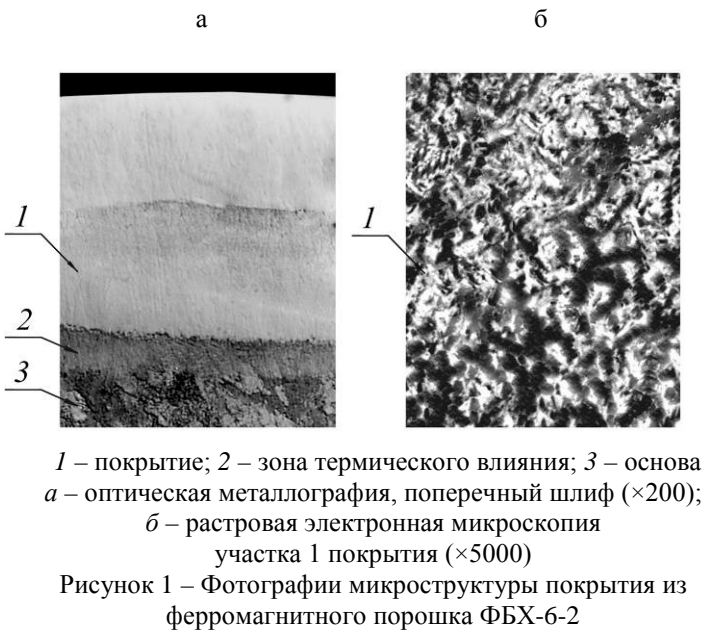 а б
1
2
3
1
1 – покрытие; 2 – зона термического влияния; 3 – основа
а – оптическая металлография, поперечный шлиф (×200);
б – растровая электронная микроскопия
участка 1 покрытия (×5000)
Рисунок 1 – Фотографии микроструктуры покрытия из
ферромагнитного порошка ФБХ-6-2